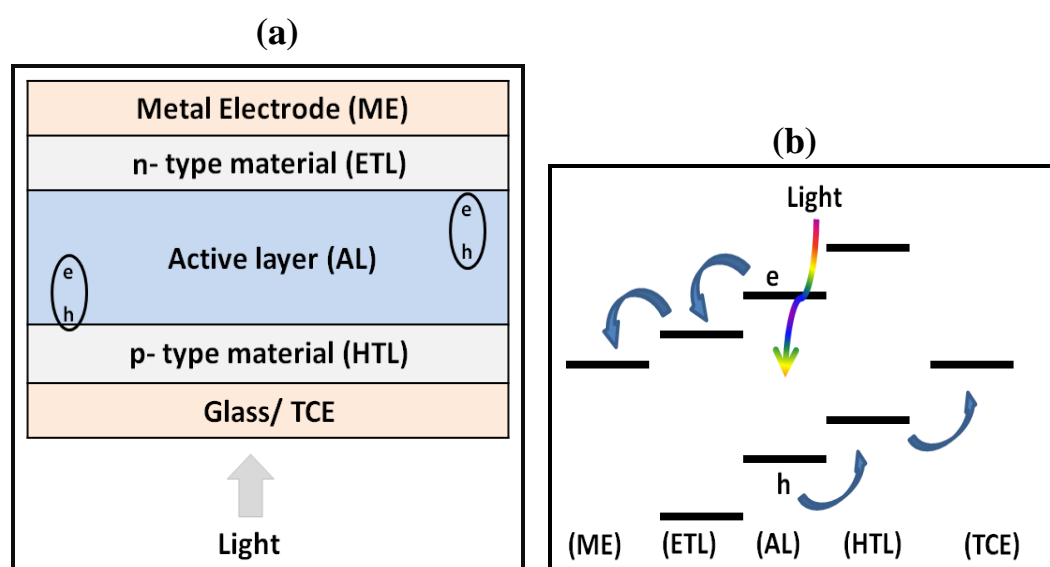 (a)
Metal Electrode (ME)
n- type material (ETL)
e
h
Active layer (AL)
e
h
p- type material (HTL)
Glass/ TCE
Light
(b)
Light
e
h
(ME) (ETL) (AL) (HTL) (TCE)